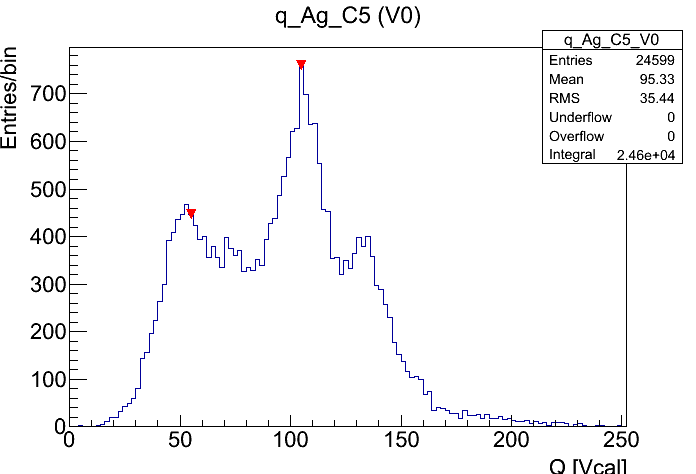 q_Ag_C5 (V0)
q_Ag_C5_V0
Entries 24599
Mean 95.33
RMS 35.44
Underflow 0
Overflow 0
Integral 2.46e+04
Entries/bin
700
600
500
400
300
200
100
0
0 50 100 150 200 250
Q [Vcal]